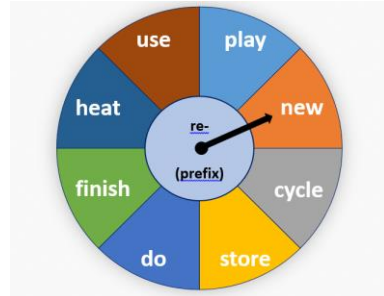 use
play
heat
new
re-
(prefix)
finish
cycle
do
store